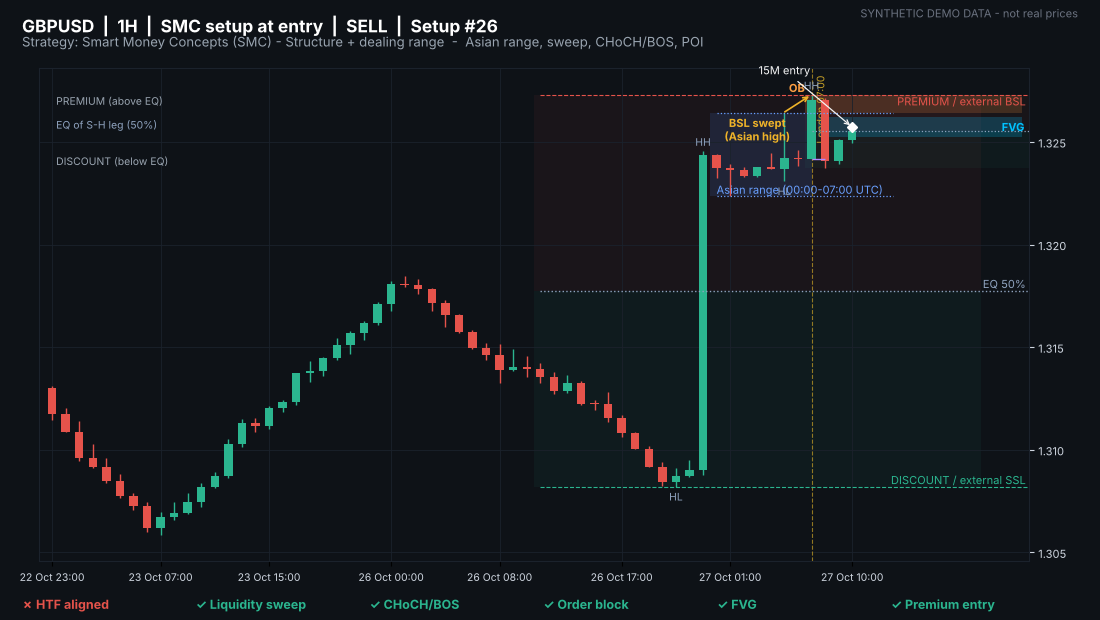 SYNTHETIC DEMO DATA - not real prices
GBPUSD | 1H | SMC setup at entry | SELL | Setup #26
Strategy: Smart Money Concepts (SMC) - Structure + dealing range - Asian range, sweep, CHoCH/BOS, POI
15M entry
OB
HH
PREMIUM (above EQ)
PREMIUM / external BSL
EQ of S-H leg (50%)
BSL swept
(Asian high)
FVG
HH
1.325
DISCOUNT (below EQ)
Asian range (00:00-07:00 UTC)
HL
1.320
EQ 50%
1.315
1.310
DISCOUNT / external SSL
HL
1.305
22 Oct 23:00
23 Oct 07:00
23 Oct 15:00
26 Oct 00:00
26 Oct 08:00
26 Oct 17:00
27 Oct 01:00
27 Oct 10:00
× HTF aligned
✓ Liquidity sweep
✓ CHoCH/BOS
✓ Order block
✓ FVG
✓ Premium entry